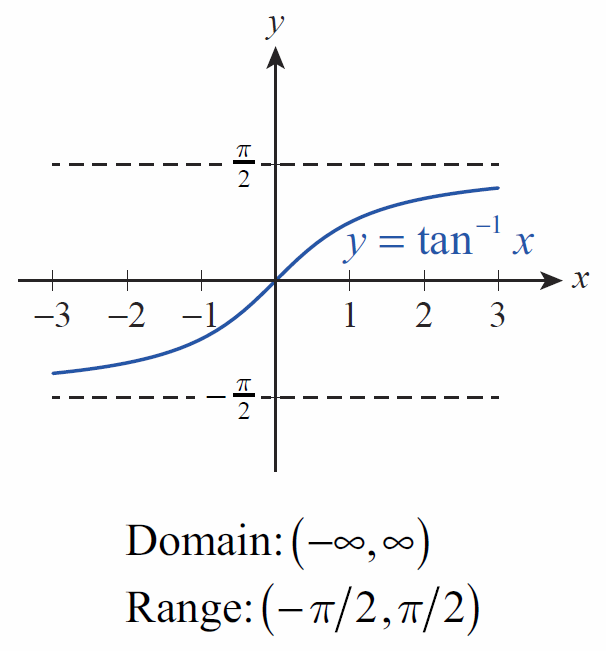 y
π/2
y = tan⁻¹ x
x
−3 −2 −1 1 2 3
−π/2
Domain: (−∞, ∞)
Range: (−π/2, π/2)